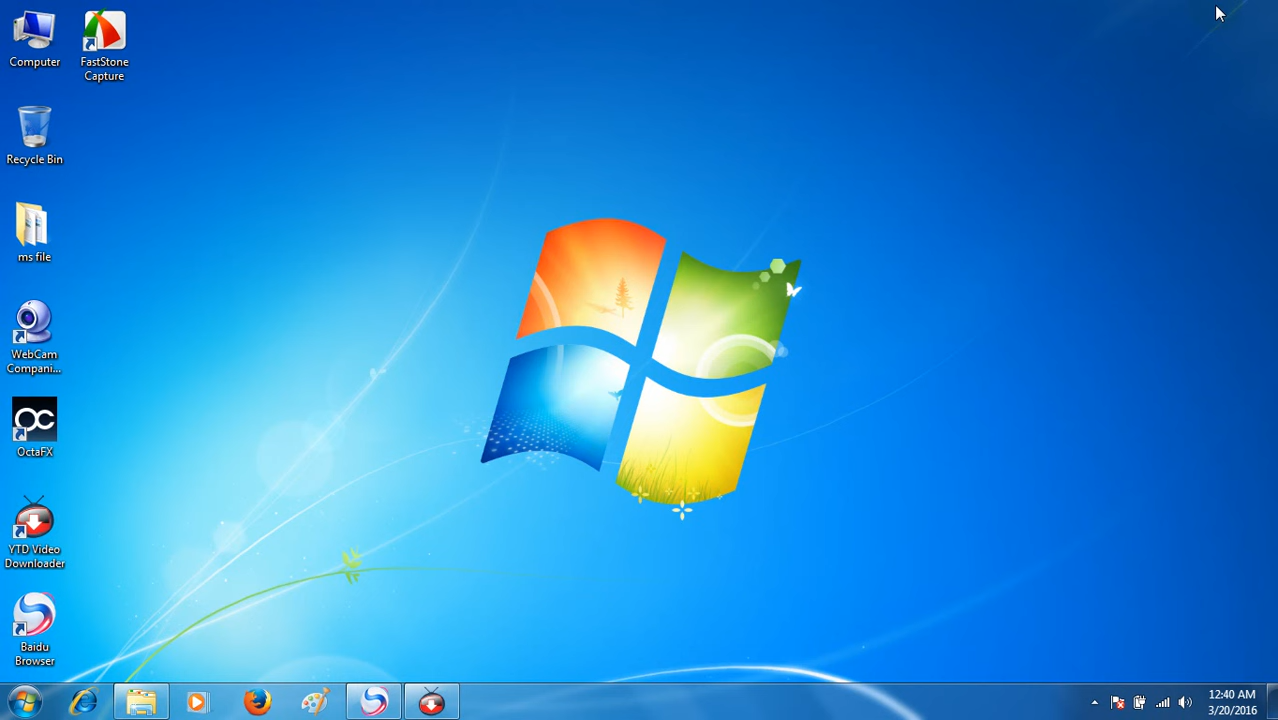 Computer
FastStone
Capture
Recycle Bin
ms file
WebCam
Compani...
OctaFX
YTD Video
Downloader
Baidu
Browser
12:40 AM
3/20/2016